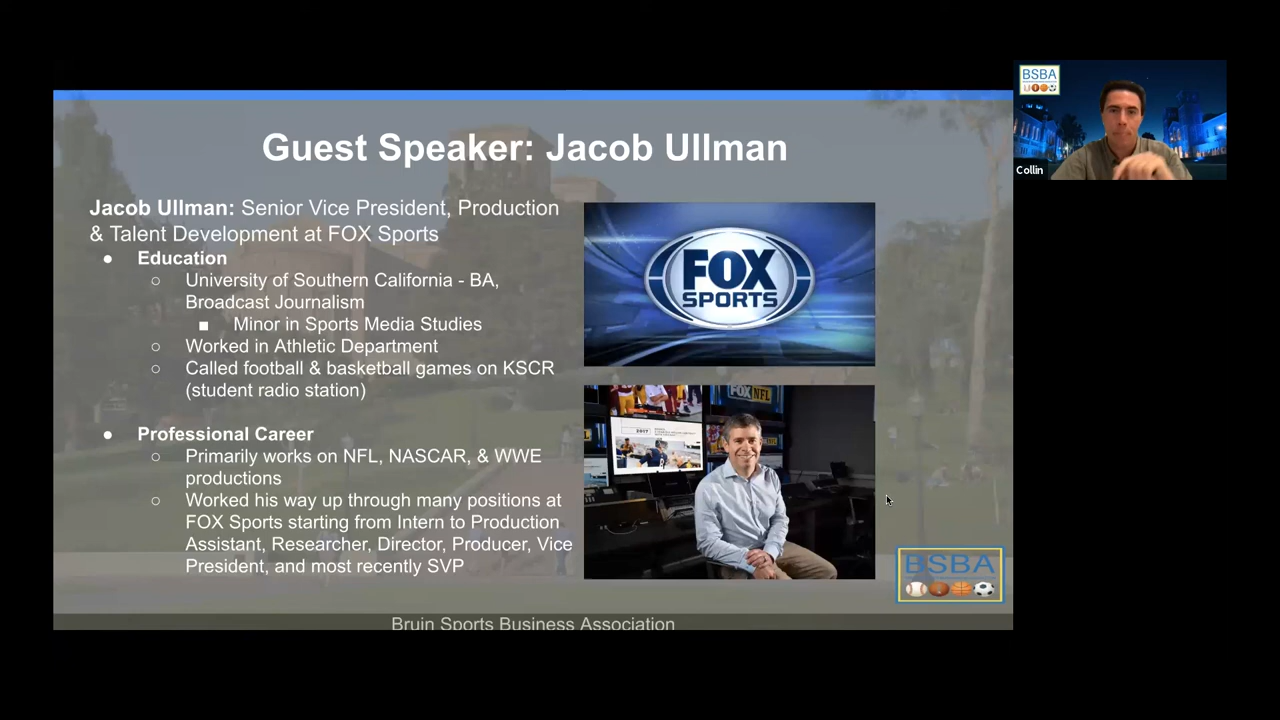 Guest Speaker: Jacob Ullman
Jacob Ullman: Senior Vice President, Production
& Talent Development at FOX Sports
● Education
○ University of Southern California - BA,
Broadcast Journalism
■ Minor in Sports Media Studies
○ Worked in Athletic Department
○ Called football & basketball games on KSCR
(student radio station)
● Professional Career
○ Primarily works on NFL, NASCAR, & WWE
productions
○ Worked his way up through many positions at
FOX Sports starting from Intern to Production
Assistant, Researcher, Director, Producer, Vice
President, and most recently SVP
FOX
SPORTS
FOX NFL
2017
BSBA
Bruin Sports Business Association
BSBA
Collin